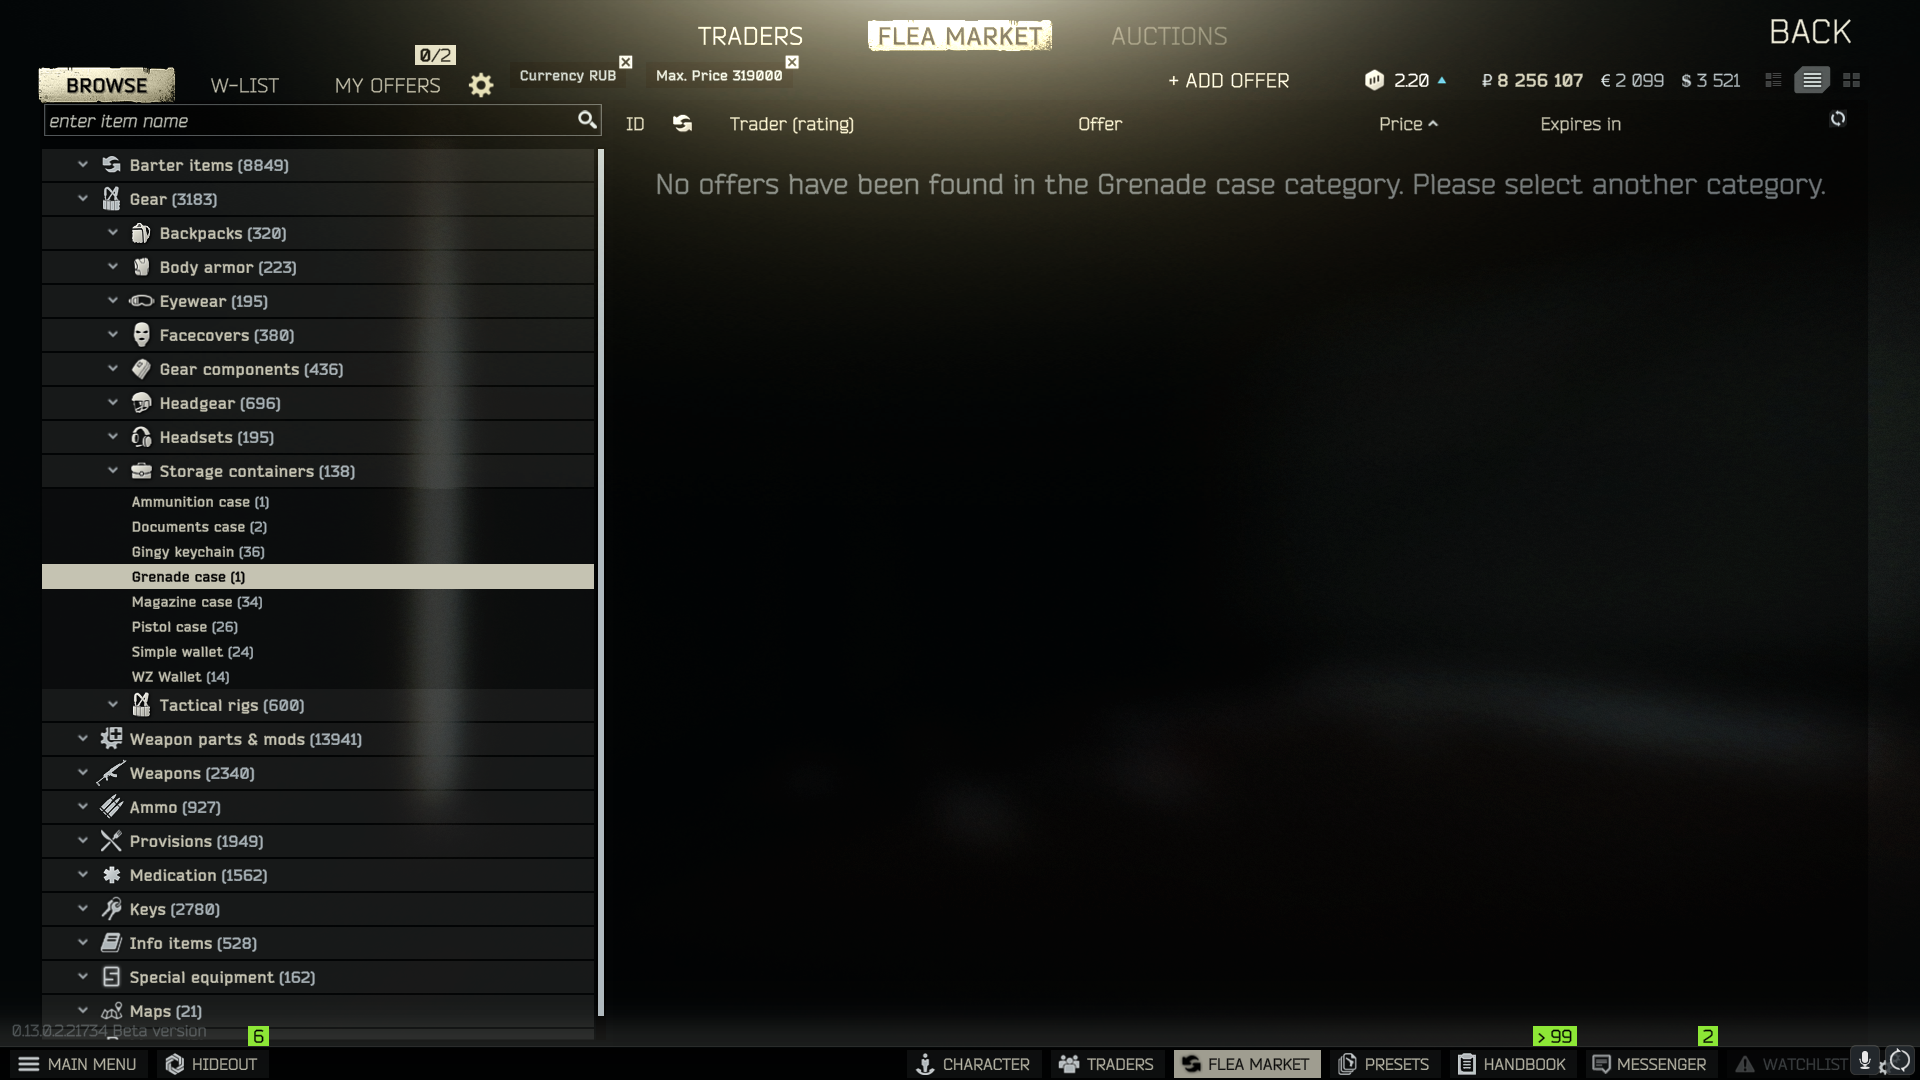 TRADERS
FLEA MARKET
AUCTIONS
BACK
BROWSE
W-LIST
0/2
MY OFFERS
Currency RUB
Max. Price 319000
+ ADD OFFER
2.20
₽ 8 256 107
€ 2 099
$ 3 521
enter item name
ID
Trader (rating)
Offer
Price
Expires in
Barter items (8849)
Gear (3183)
Backpacks (320)
Body armor (223)
Eyewear (195)
Facecovers (380)
Gear components (436)
Headgear (696)
Headsets (195)
Storage containers (138)
Ammunition case (1)
Documents case (2)
Gingy keychain (36)
Grenade case (1)
Magazine case (34)
Pistol case (26)
Simple wallet (24)
WZ Wallet (14)
Tactical rigs (600)
Weapon parts & mods (13941)
Weapons (2340)
Ammo (927)
Provisions (1949)
Medication (1562)
Keys (2780)
Info items (528)
Special equipment (162)
Maps (21)
No offers have been found in the Grenade case category. Please select another category.
0.13.0.2.21734 Beta version
6
> 99
2
MAIN MENU
HIDEOUT
CHARACTER
TRADERS
FLEA MARKET
PRESETS
HANDBOOK
MESSENGER
WATCHLIST